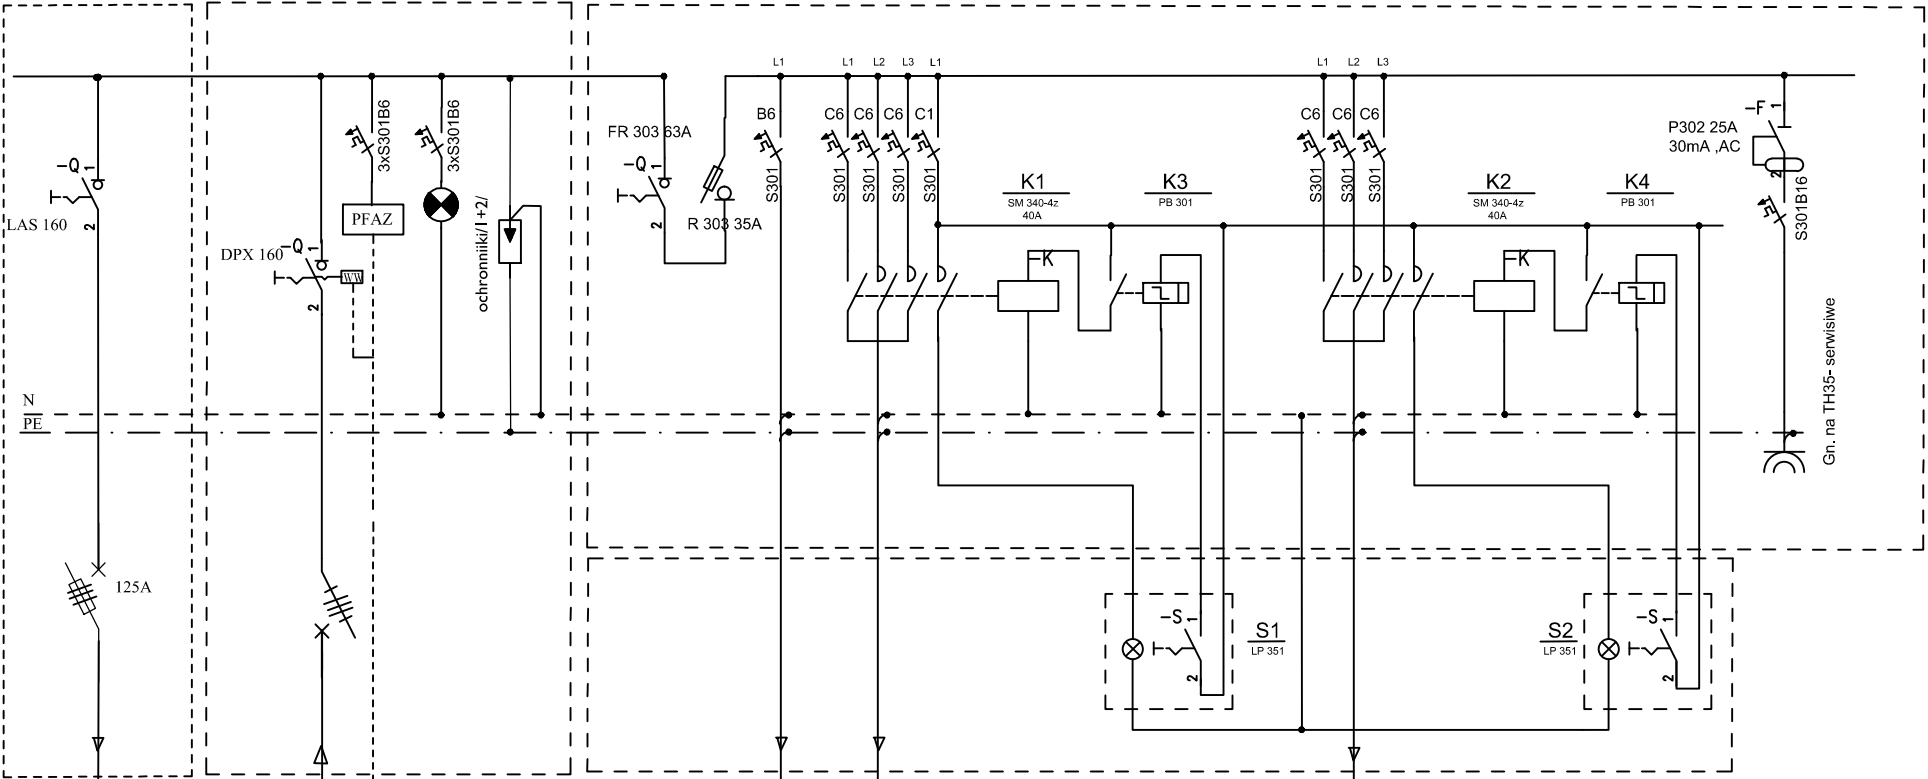 -Q
1
LAS 160
2
125A
N
PE
DPX 160
-Q
1
2
3xS301B6
PFAZ
WW
3xS301B6
ochronniiki/1+2/
FR 303 63A
-Q
1
2
R 303 35A
L1
L1
L2
L3
L1
B6
C6
C6
C6
C1
S301
S301
S301
S301
S301
K1
SM 340-4z
40A
K3
PB 301
-K
L1
L2
L3
C6
C6
C6
S301
S301
S301
K2
SM 340-4z
40A
K4
PB 301
-K
-F
1
P302 25A
30mA ,AC
2
S301B16
Gn. na TH35- serwisiwe
-S
1
2
S1
LP 351
S2
LP 351
-S
1
2